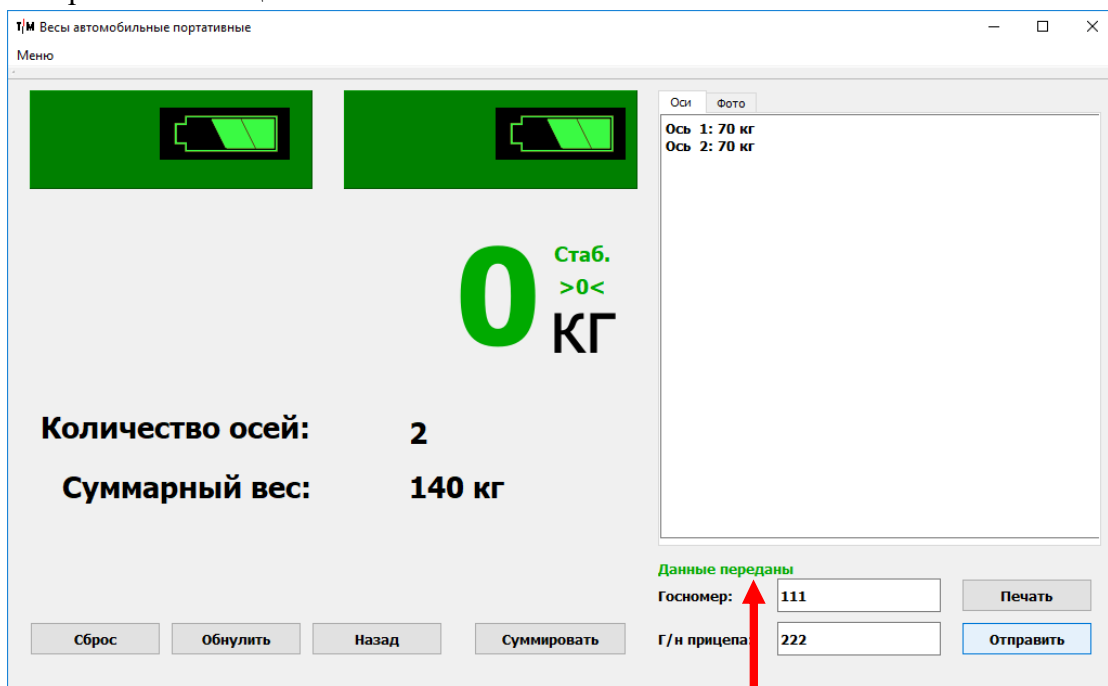 T/M Весы автомобильные портативные
Меню
Оси Фото
Ось 1: 70 кг
Ось 2: 70 кг
0 Стаб.
>0<
кг
Количество осей: 2
Суммарный вес: 140 кг
Данные переданы
Госномер: 111 Печать
Сброс Обнулить Назад Суммировать Г/н прицепа: 222 Отправить